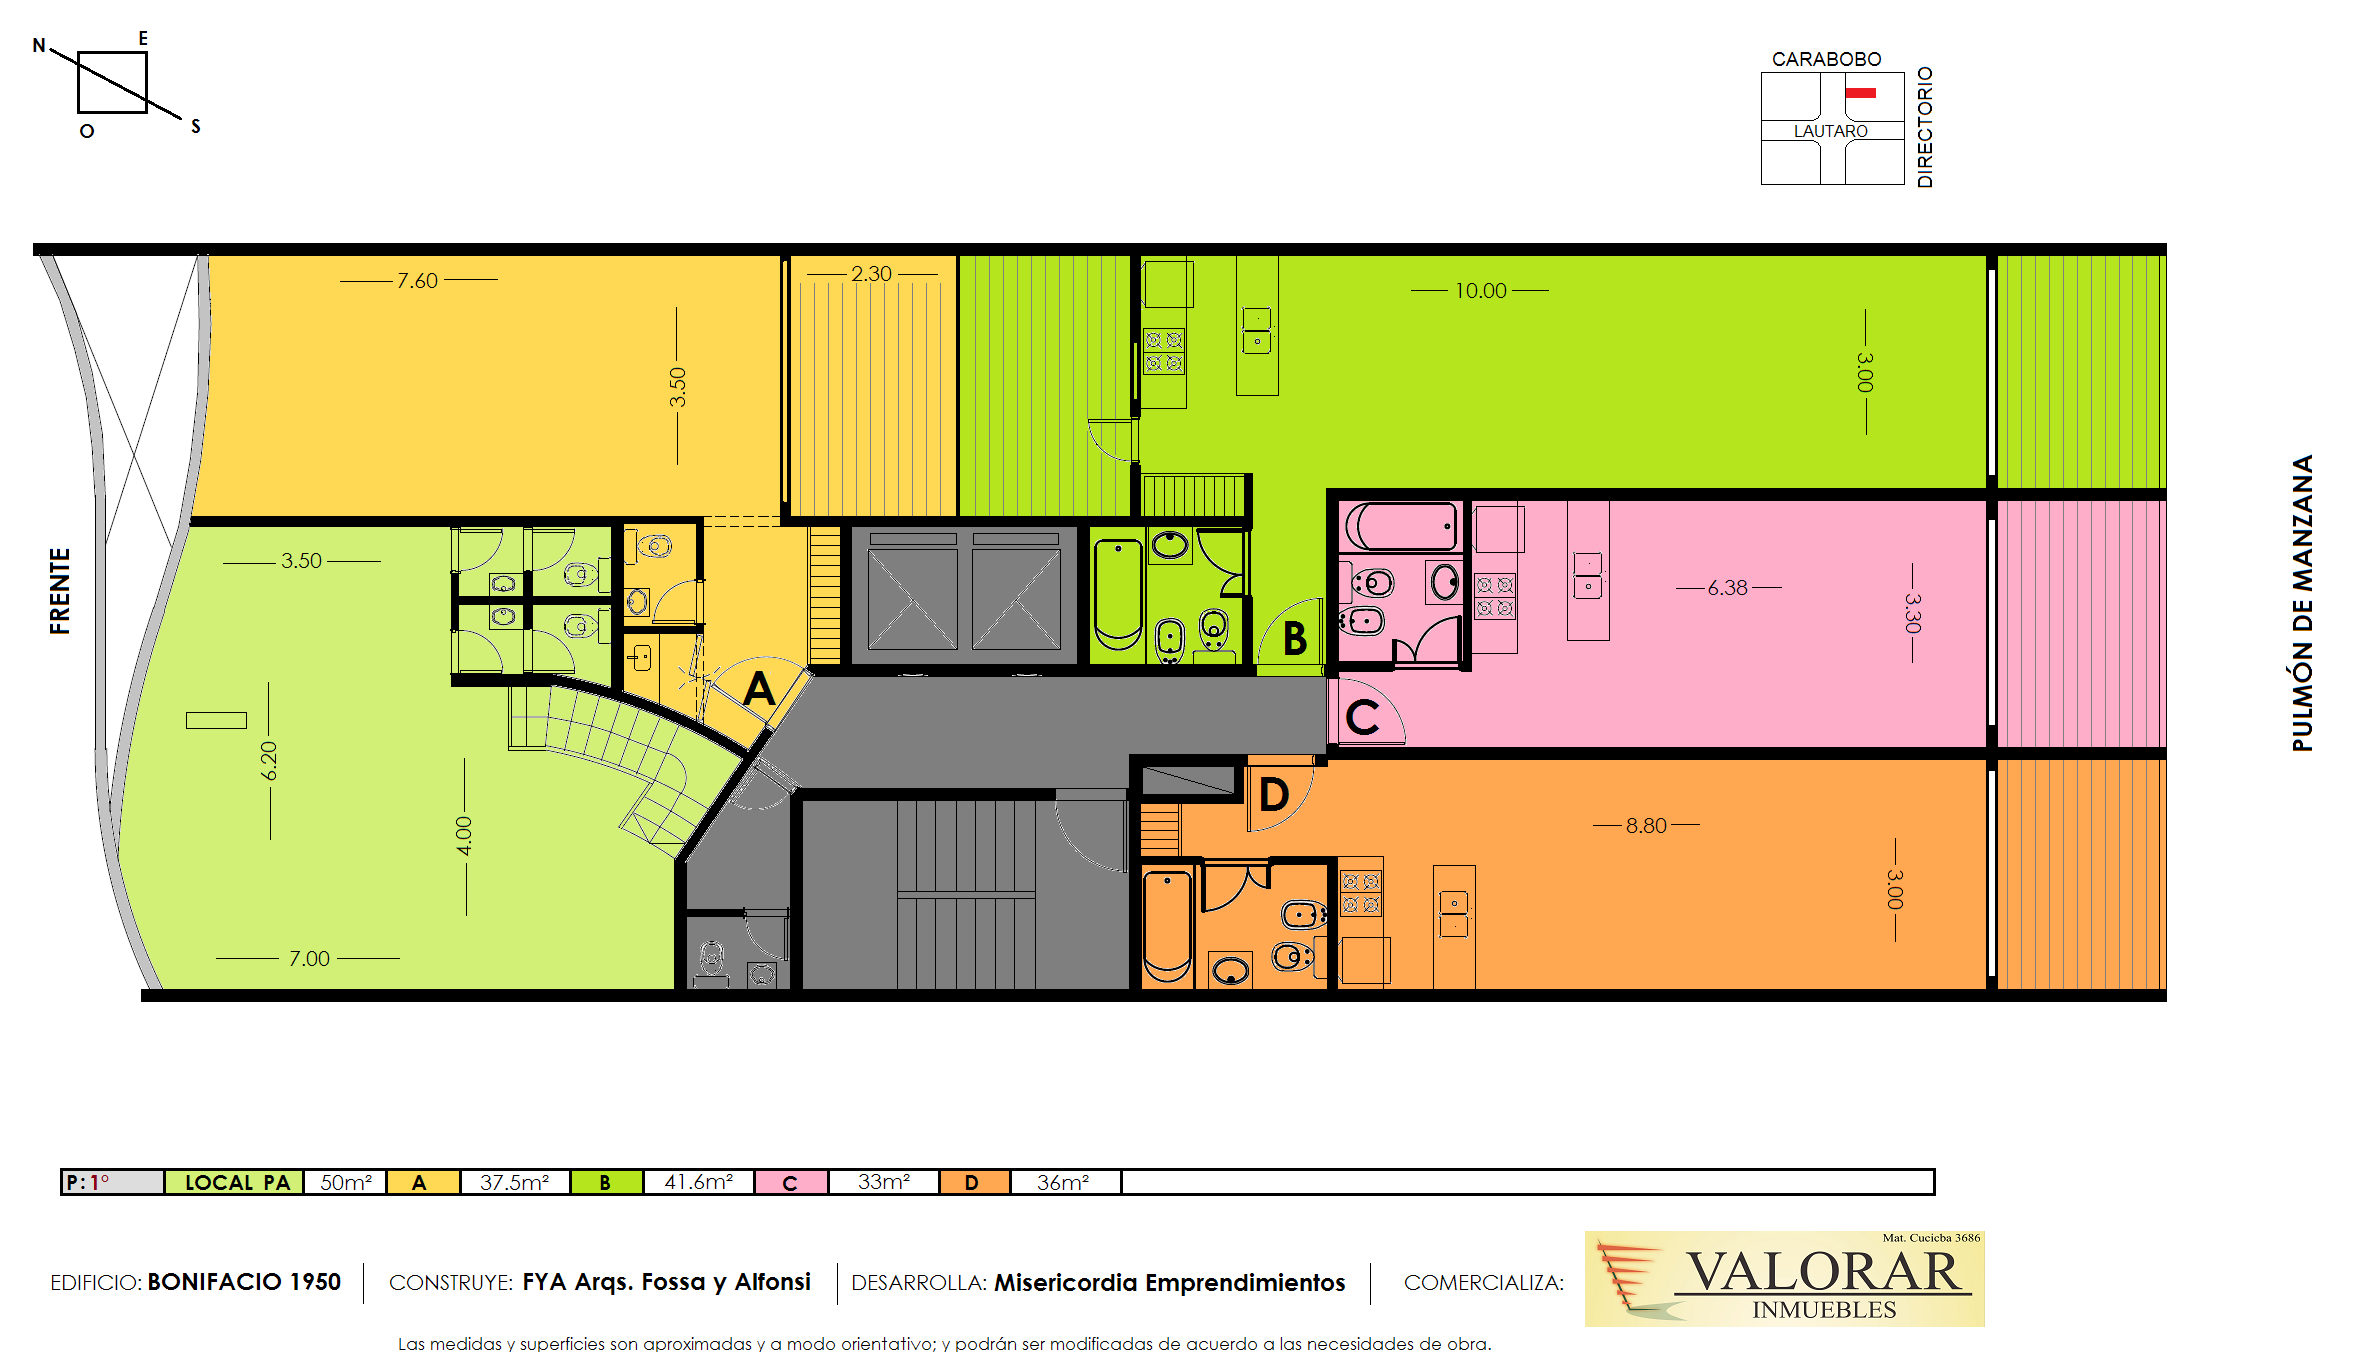 N
E
O
S
CARABOBO
LAUTARO
DIRECTORIO
7.60
2.30
10.00
3.50
3.00
FRENTE
3.50
6.38
3.30
PULMÓN DE MANZANA
B
A
C
6.20
4.00
D
8.80
3.00
7.00
P: 1° LOCAL PA 50m² A 37.5m² B 41.6m² C 33m² D 36m²
Mat. Cucicba 3686
EDIFICIO: BONIFACIO 1950 CONSTRUYE: FYA Arqs. Fossa y Alfonsi DESARROLLA: Misericordia Emprendimientos COMERCIALIZA: VALORAR
INMUEBLES
Las medidas y superficies son aproximadas y a modo orientativo; y podrán ser modificadas de acuerdo a las necesidades de obra.